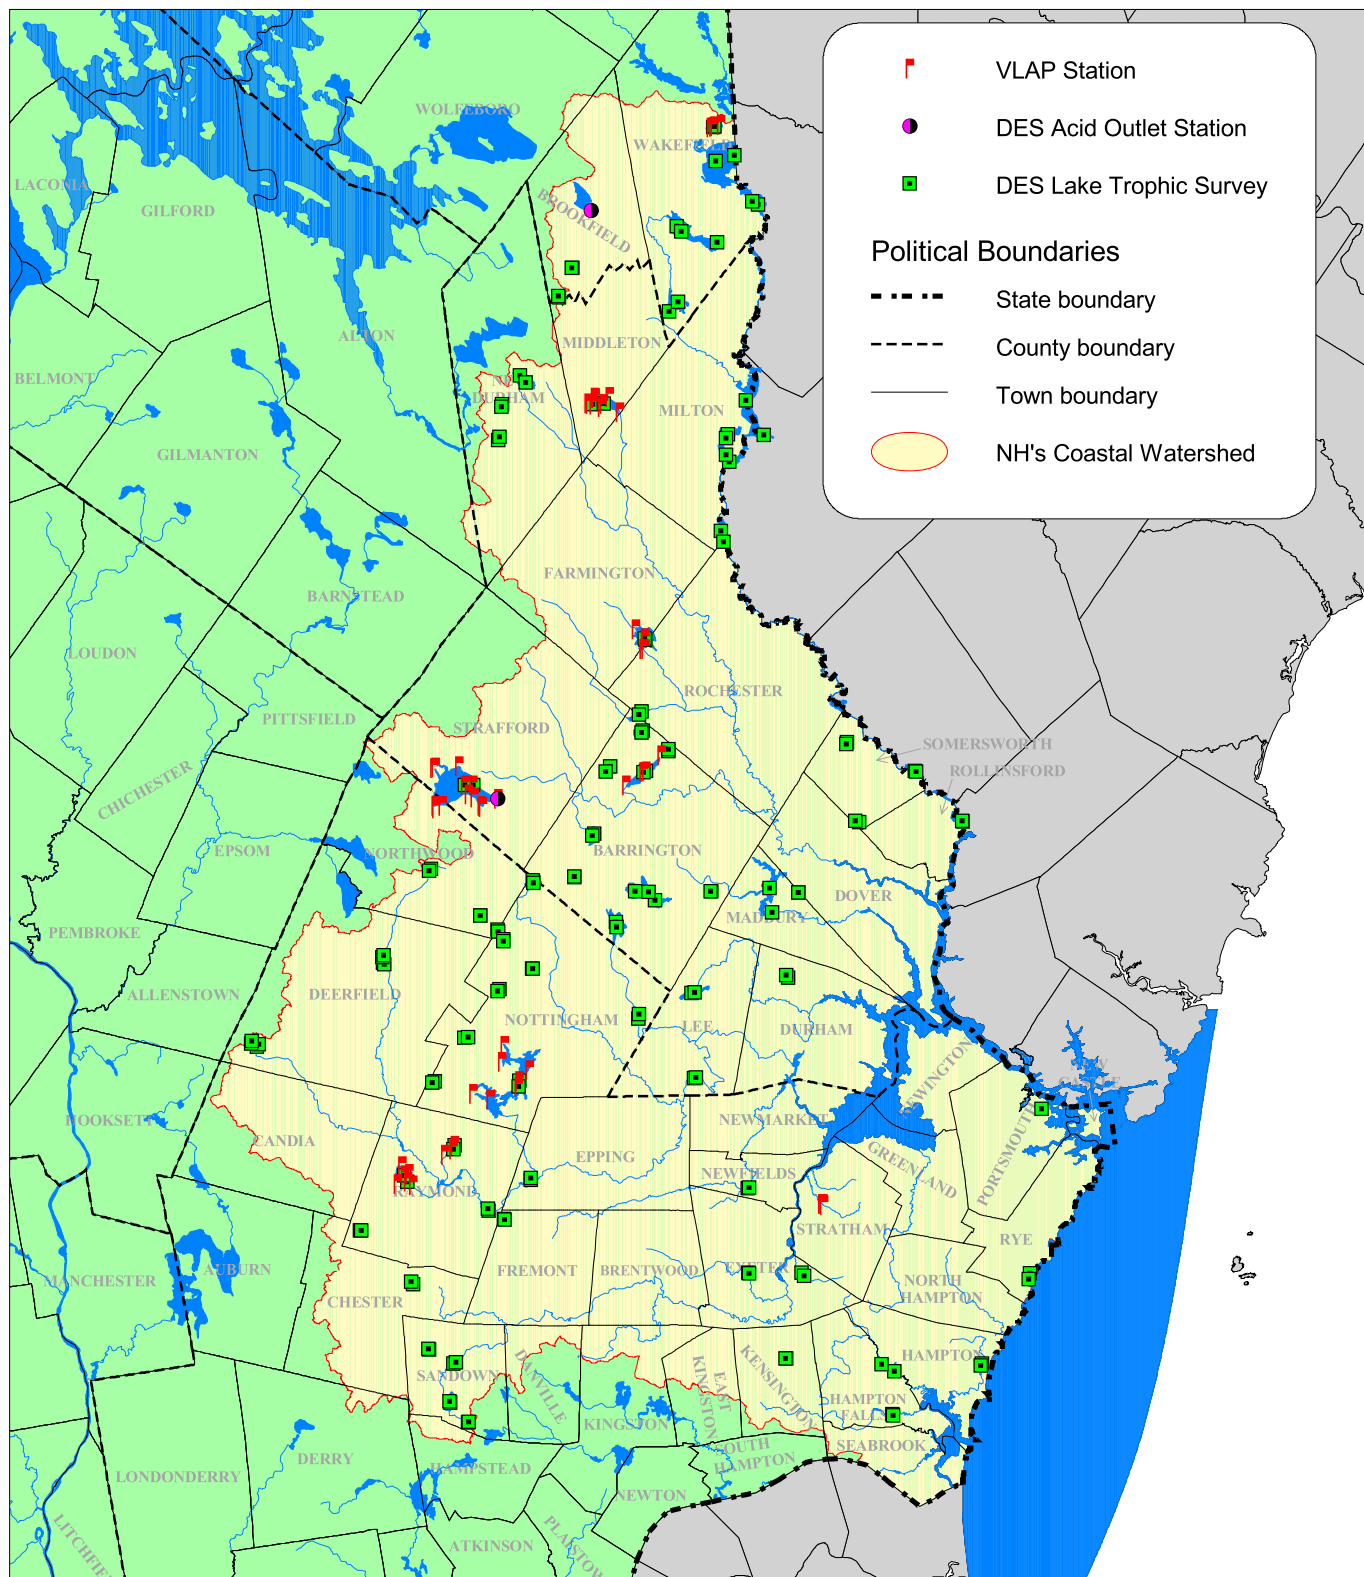 VLAP Station
DES Acid Outlet Station
DES Lake Trophic Survey
Political Boundaries
State boundary
County boundary
Town boundary
NH's Coastal Watershed
WOLFEBORO
WAKEFIELD
LACONIA
GILFORD
BROOKFIELD
ALTON
MIDDLETON
BELMONT
DURHAM
MILTON
GILMANTON
FARMINGTON
BARNSTEAD
LOUDON
ROCHESTER
PITTSFIELD
STRAFFORD
SOMERSWORTH
ROLLINSFORD
CHICHESTER
EPSOM
NORTHWOOD
BARRINGTON
DOVER
MADBURY
PEMBROKE
ALLENSTOWN
DEERFIELD
NOTTINGHAM
LEE
DURHAM
NEWINGTON
NEW
CASTLE
HOOKSETT
CANDIA
NEWMARKET
PORTSMOUTH
EPPING
GREENLAND
NEWFIELDS
RAYMOND
STRATHAM
RYE
MANCHESTER
AUBURN
FREMONT
BRENTWOOD
EXETER
NORTH
HAMPTON
CHESTER
HAMPTON
SANDOWN
DANVILLE
EAST
KINGSTON
KENSINGTON
HAMPTON
FALLS
KINGSTON
SEABROOK
SOUTH
HAMPTON
DERRY
LONDONDERRY
HAMPSTEAD
NEWTON
ATKINSON